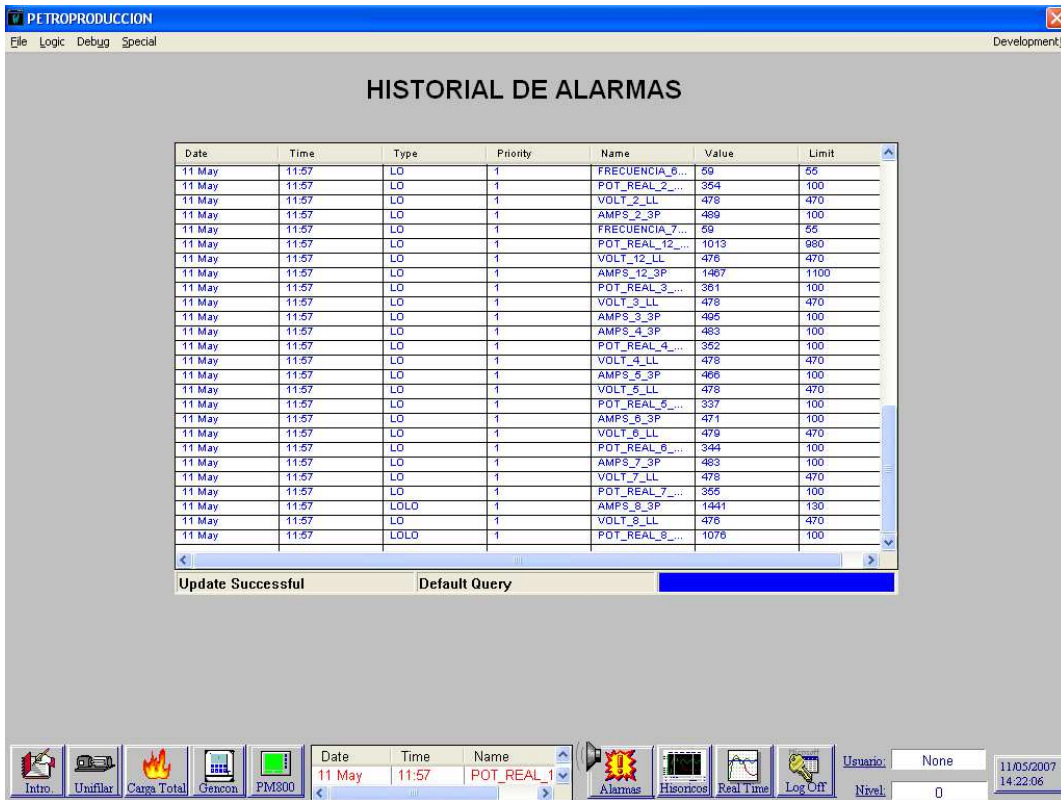 PETROPRODUCCION
File Logic Debug Special Development
HISTORIAL DE ALARMAS
Date Time Type Priority Name Value Limit
11 May 11:57 LO 1 FRECUENCIA_6... 59 55
11 May 11:57 LO 1 POT_REAL_2_... 354 100
11 May 11:57 LO 1 VOLT_2_LL 478 470
11 May 11:57 LO 1 AMPS_2_3P 489 100
11 May 11:57 LO 1 FRECUENCIA_7... 59 55
11 May 11:57 LO 1 POT_REAL_12_... 1013 980
11 May 11:57 LO 1 VOLT_12_LL 476 470
11 May 11:57 LO 1 AMPS_12_3P 1467 1100
11 May 11:57 LO 1 POT_REAL_3_... 361 100
11 May 11:57 LO 1 VOLT_3_LL 478 470
11 May 11:57 LO 1 AMPS_3_3P 495 100
11 May 11:57 LO 1 AMPS_4_3P 483 100
11 May 11:57 LO 1 POT_REAL_4_... 352 100
11 May 11:57 LO 1 VOLT_4_LL 478 470
11 May 11:57 LO 1 AMPS_5_3P 466 100
11 May 11:57 LO 1 VOLT_5_LL 478 470
11 May 11:57 LO 1 POT_REAL_5_... 337 100
11 May 11:57 LO 1 AMPS_6_3P 471 100
11 May 11:57 LO 1 VOLT_6_LL 479 470
11 May 11:57 LO 1 POT_REAL_6_... 344 100
11 May 11:57 LO 1 AMPS_7_3P 483 100
11 May 11:57 LO 1 VOLT_7_LL 478 470
11 May 11:57 LO 1 POT_REAL_7_... 355 100
11 May 11:57 LOLO 1 AMPS_8_3P 1441 130
11 May 11:57 LO 1 VOLT_8_LL 476 470
11 May 11:57 LOLO 1 POT_REAL_8_... 1076 100
Update Successful Default Query
Date Time Name
11 May 11:57 POT_REAL_1
Intro. Unifilar Carga Total Gencon PM800 Alarmas Hisoricos Real Time Log Off
Usuario: None
Nivel: 0
11/05/2007
14:22:06